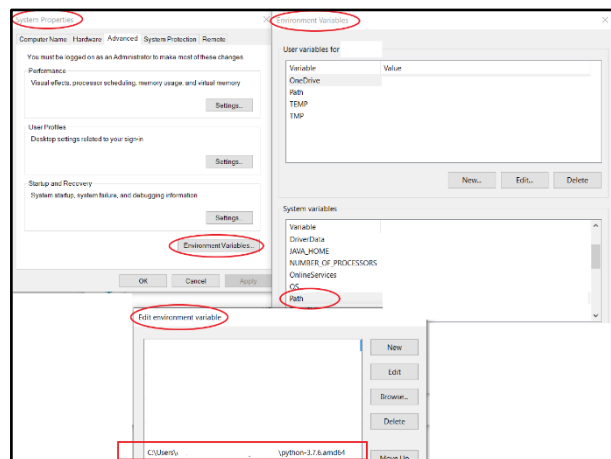 System Properties
Computer Name Hardware Advanced System Protection Remote
You must be logged on as an Administrator to make most of these changes.
Performance
Visual effects, processor scheduling, memory usage, and virtual memory
Settings...
User Profiles
Desktop settings related to your sign-in
Settings...
Startup and Recovery
System startup, system failure, and debugging information
Settings...
Environment Variables...
OK Cancel Apply
Environment Variables
User variables for
Variable Value
OneDrive
Path
TEMP
TMP
New... Edit... Delete
System variables
Variable
DriverData
JAVA_HOME
NUMBER_OF_PROCESSORS
OnlineServices
OS
Path
Edit environment variable
New
Edit
Browse...
Delete
C:\Users\ \python-3.7.6.amd64
Move Up